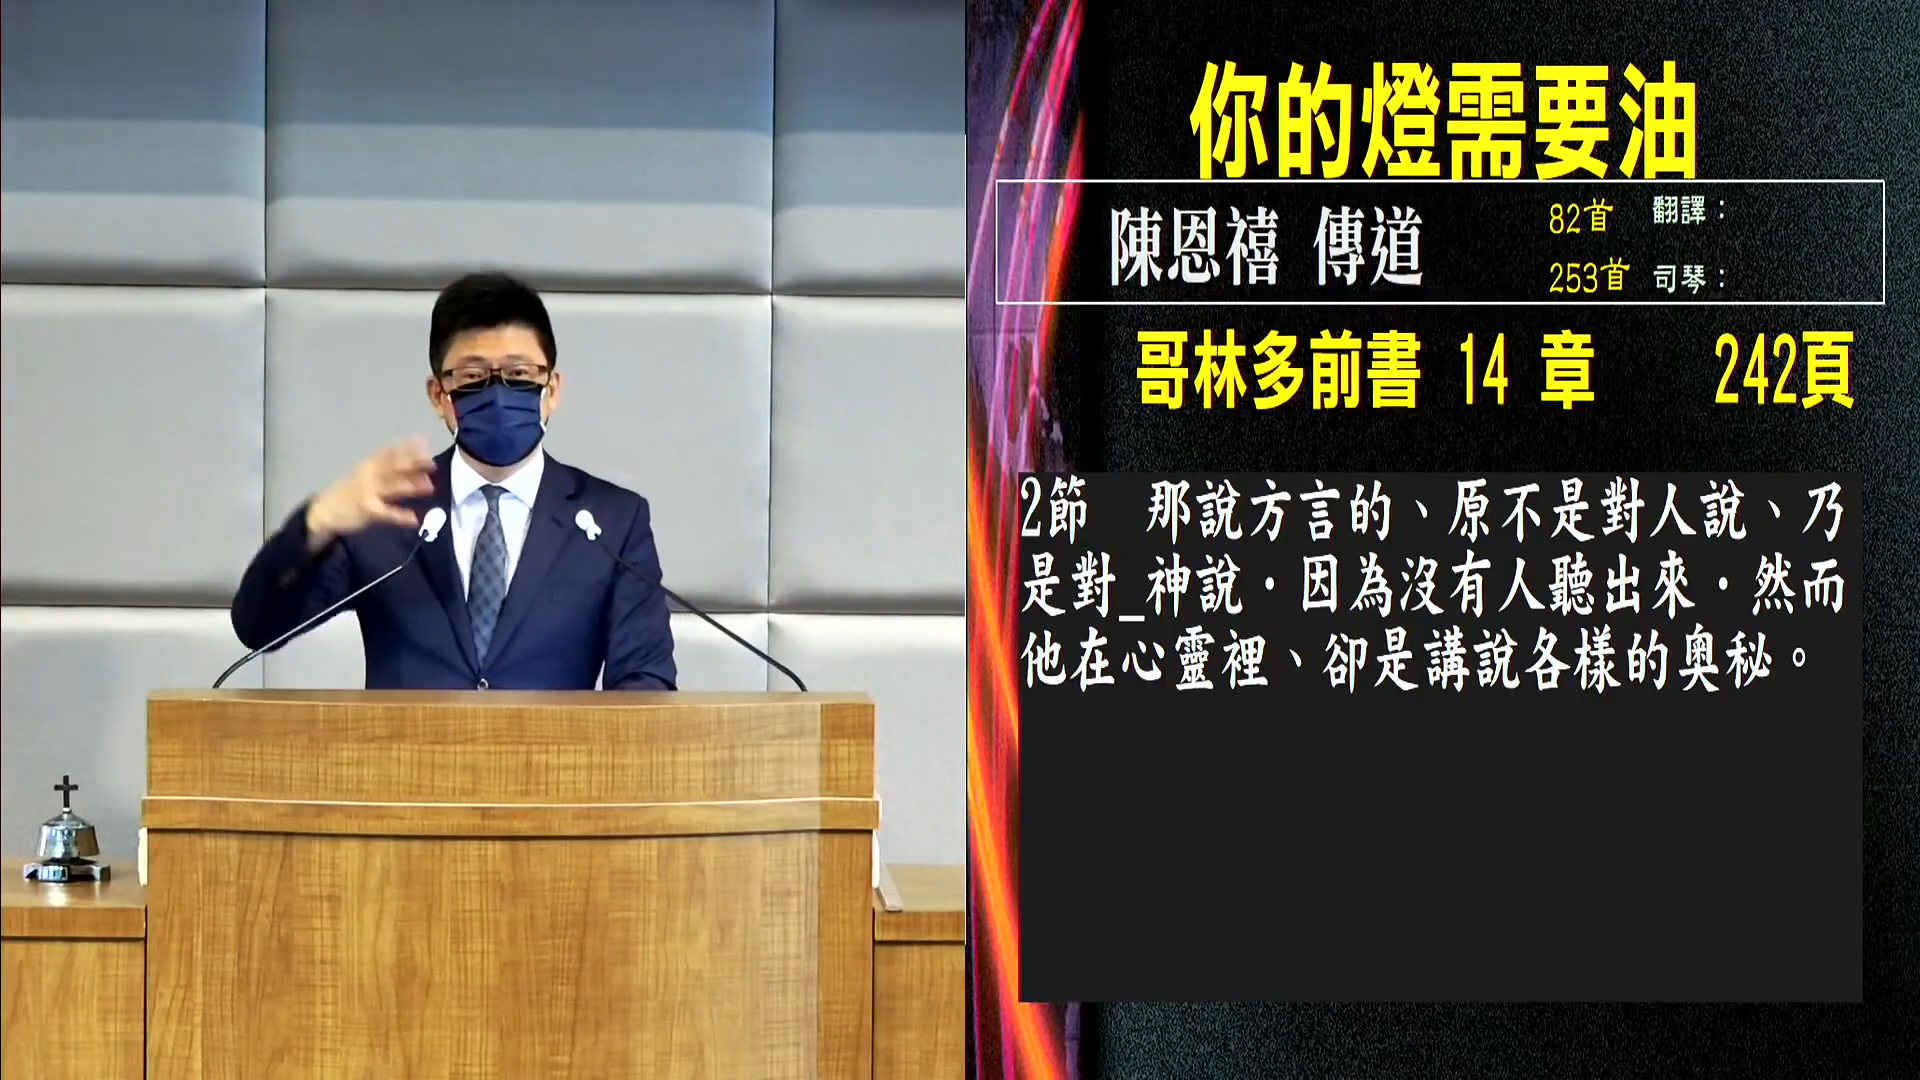 你的燈需要油
陳恩禧 傳道
82首 翻譯：
253首 司琴：
哥林多前書 14 章 242頁
2節 那說方言的、原不是對人說、乃
是對_神說．因為沒有人聽出來．然而
他在心靈裡、卻是講說各樣的奧秘。